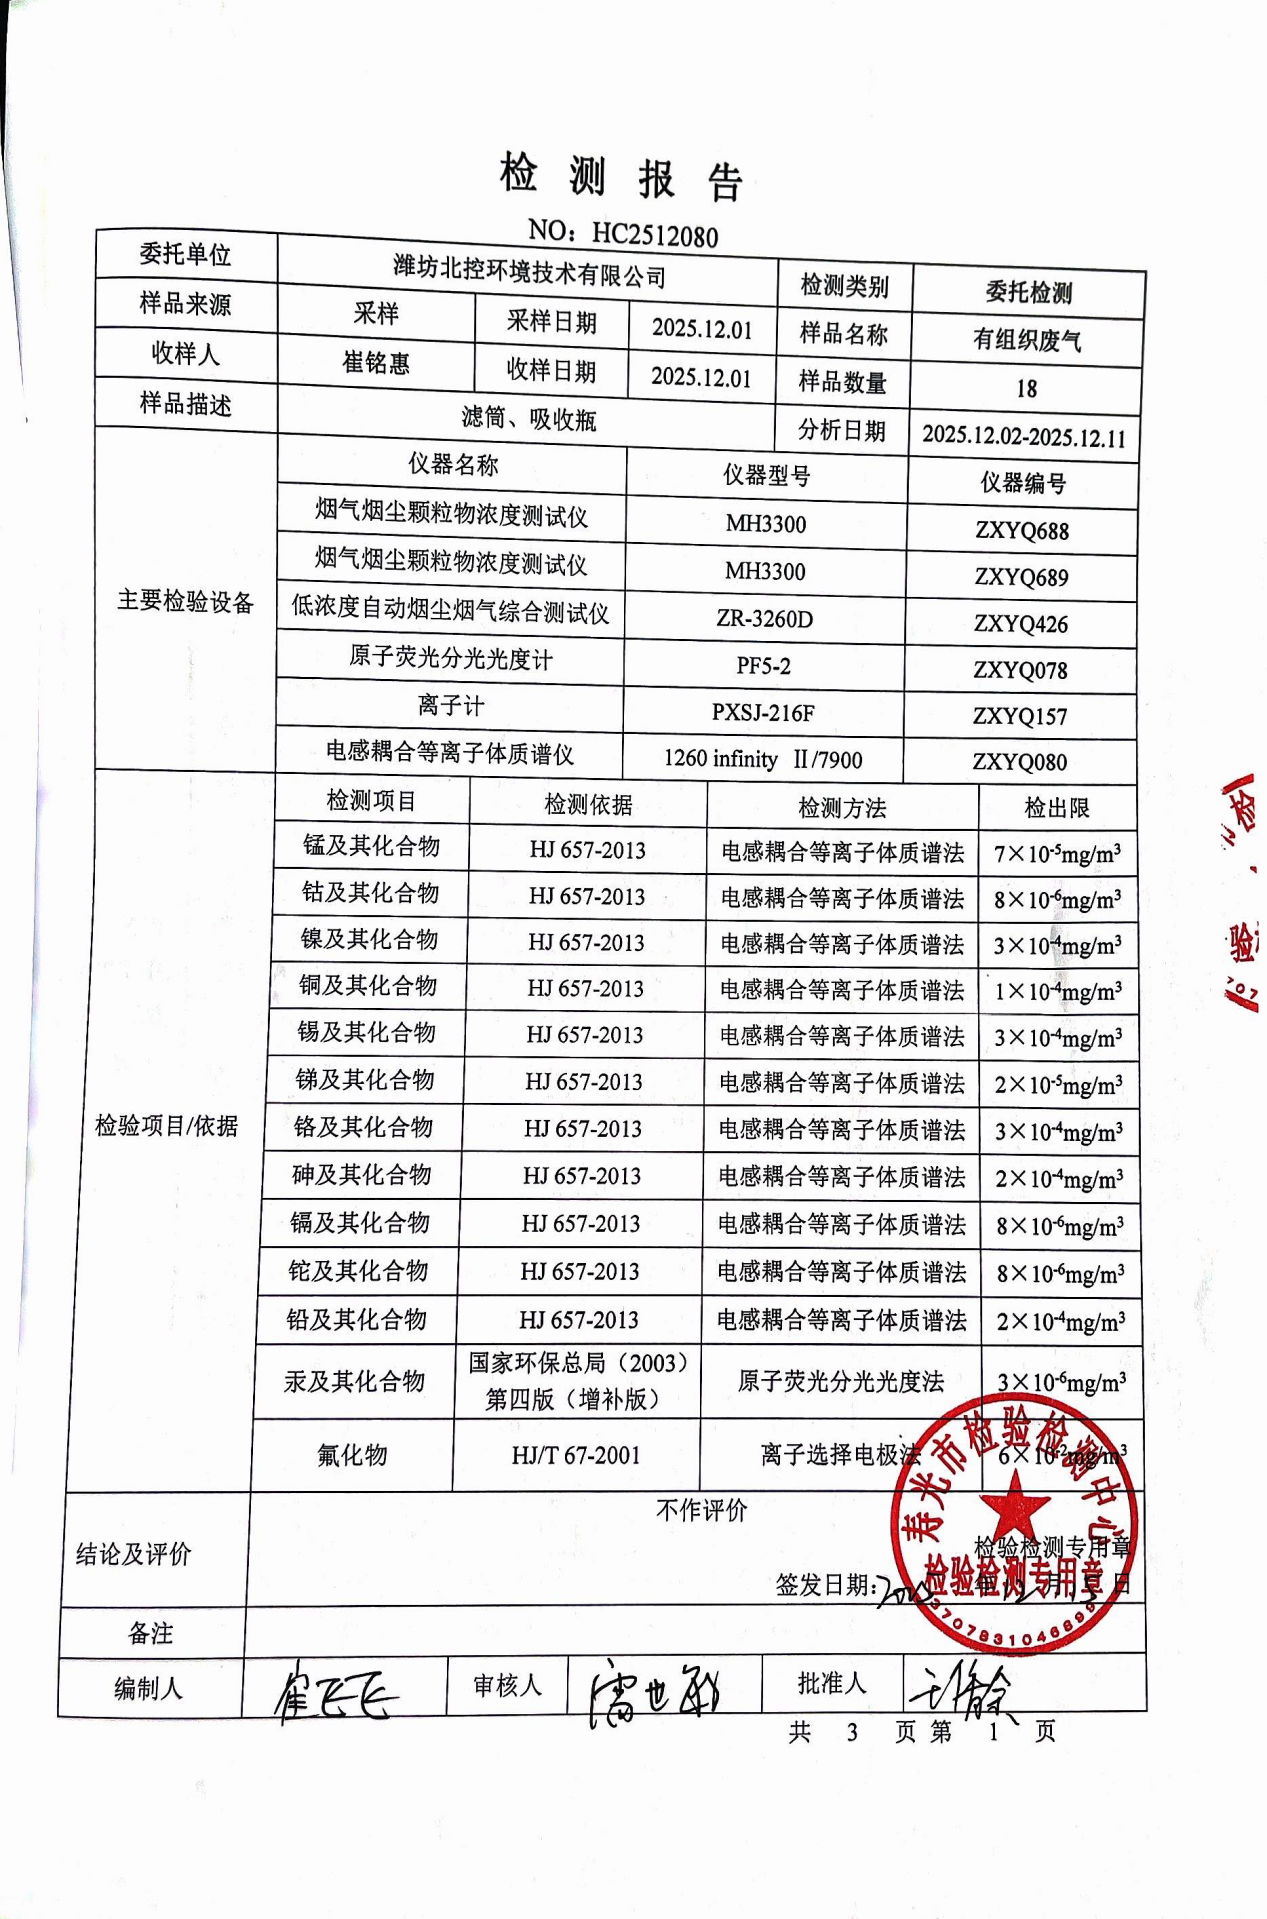 检测报告
NO：HC2512080
委托单位 潍坊北控环境技术有限公司 检测类别 委托检测
样品来源 采样 采样日期 2025.12.01 样品名称 有组织废气
收样人 崔铭惠 收样日期 2025.12.01 样品数量 18
样品描述 滤筒、吸收瓶 分析日期 2025.12.02-2025.12.11
主要检验设备
仪器名称 仪器型号 仪器编号
烟气烟尘颗粒物浓度测试仪 MH3300 ZXYQ688
烟气烟尘颗粒物浓度测试仪 MH3300 ZXYQ689
低浓度自动烟尘烟气综合测试仪 ZR-3260D ZXYQ426
原子荧光分光光度计 PF5-2 ZXYQ078
离子计 PXSJ-216F ZXYQ157
电感耦合等离子体质谱仪 1260 infinity Ⅱ/7900 ZXYQ080
检验项目/依据
检测项目 检测依据 检测方法 检出限
锰及其化合物 HJ 657-2013 电感耦合等离子体质谱法 7×10⁻⁵mg/m³
钴及其化合物 HJ 657-2013 电感耦合等离子体质谱法 8×10⁻⁶mg/m³
镍及其化合物 HJ 657-2013 电感耦合等离子体质谱法 3×10⁻⁴mg/m³
铜及其化合物 HJ 657-2013 电感耦合等离子体质谱法 1×10⁻⁴mg/m³
锡及其化合物 HJ 657-2013 电感耦合等离子体质谱法 3×10⁻⁴mg/m³
锑及其化合物 HJ 657-2013 电感耦合等离子体质谱法 2×10⁻⁵mg/m³
铬及其化合物 HJ 657-2013 电感耦合等离子体质谱法 3×10⁻⁴mg/m³
砷及其化合物 HJ 657-2013 电感耦合等离子体质谱法 2×10⁻⁴mg/m³
镉及其化合物 HJ 657-2013 电感耦合等离子体质谱法 8×10⁻⁶mg/m³
铊及其化合物 HJ 657-2013 电感耦合等离子体质谱法 8×10⁻⁶mg/m³
铅及其化合物 HJ 657-2013 电感耦合等离子体质谱法 2×10⁻⁴mg/m³
汞及其化合物 国家环保总局（2003）第四版（增补版） 原子荧光分光光度法 3×10⁻⁶mg/m³
氟化物 HJ/T 67-2001 离子选择电极法 6×10⁻²mg/m³
结论及评价 不作评价
检验检测专用章
签发日期：2025年12月15日
寿光市检验检测中心
检验检测专用章
3707831046899
备注
编制人 崔飞飞 审核人 批准人
共 3 页 第 1 页
检
验
707